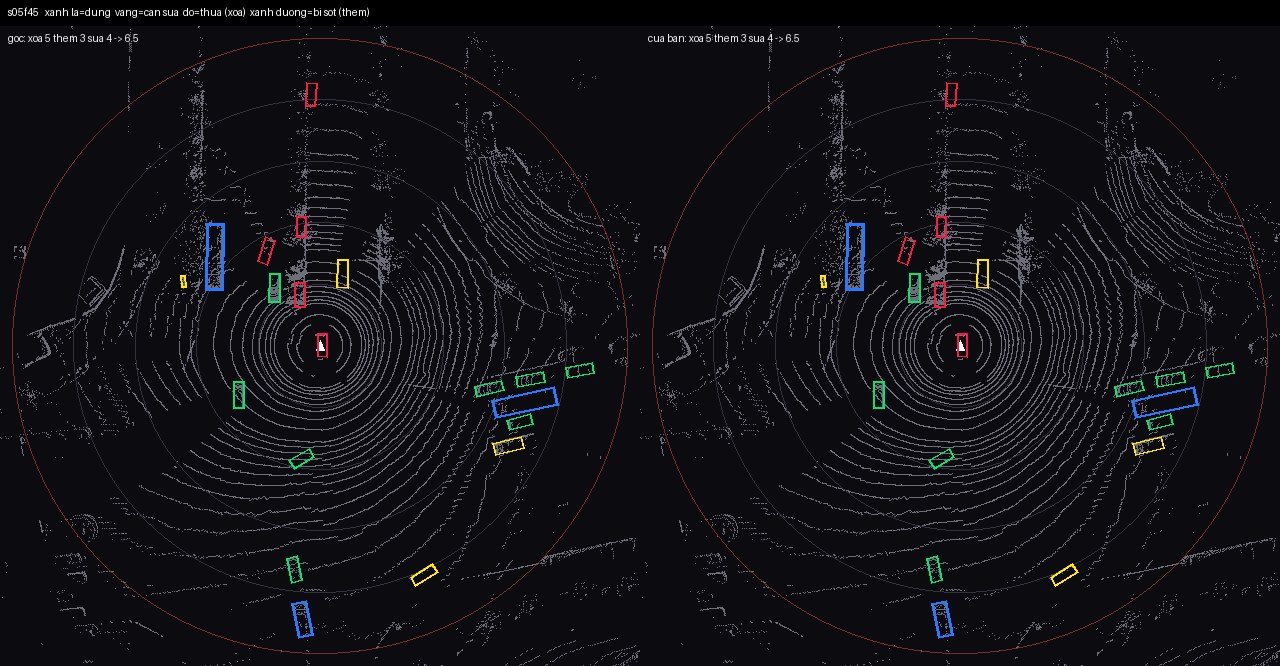 s05f45 xanh la=dung vang=can sua do=thua (xoa) xanh duong=bi sot (them)
goc: xoa 5 them 3 sua 4 -> 6.5
cua ban: xoa 5 them 3 sua 4 -> 6.5